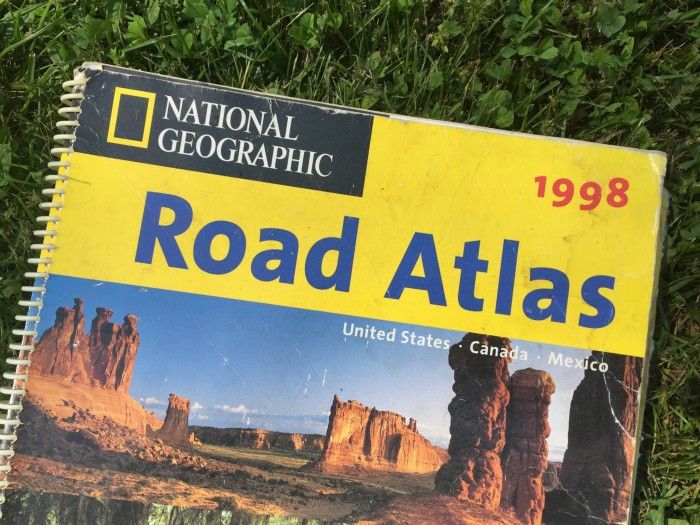 NATIONAL
GEOGRAPHIC
1998
Road Atlas
United States · Canada · Mexico